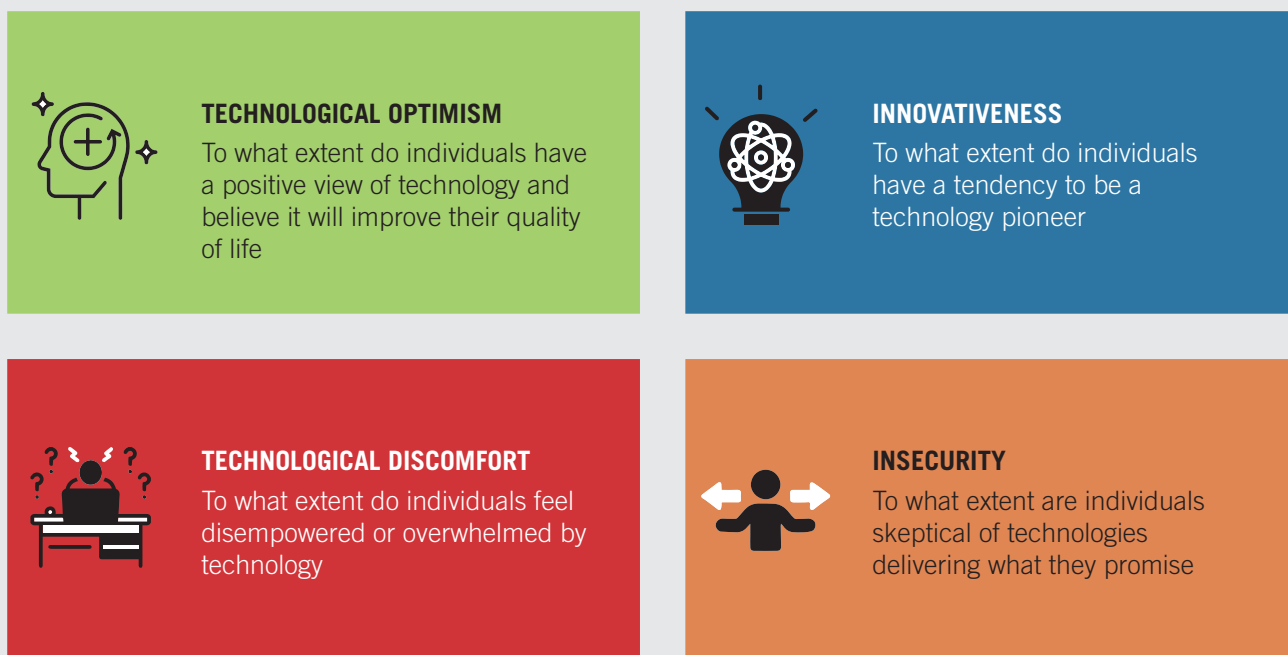 TECHNOLOGICAL OPTIMISM
To what extent do individuals have
a positive view of technology and
believe it will improve their quality
of life
INNOVATIVENESS
To what extent do individuals
have a tendency to be a
technology pioneer
TECHNOLOGICAL DISCOMFORT
To what extent do individuals feel
disempowered or overwhelmed by
technology
INSECURITY
To what extent are individuals
skeptical of technologies
delivering what they promise